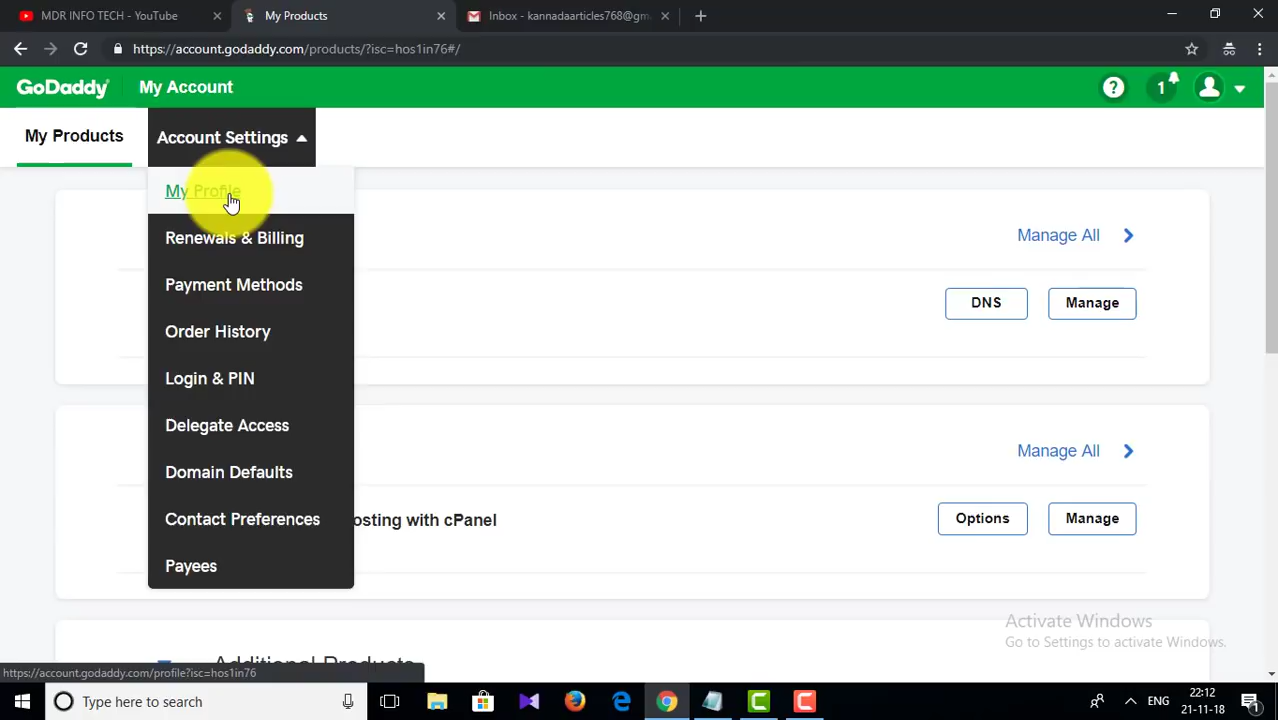 MDR INFO TECH - YouTube
My Products
Inbox - kannadaarticles768@gm
https://account.godaddy.com/products/?isc=hos1in76#/
GoDaddy
My Account
1
My Products
Account Settings
My Profile
Renewals & Billing
Payment Methods
Order History
Login & PIN
Delegate Access
Domain Defaults
Contact Preferences
Payees
Manage All
DNS
Manage
Manage All
osting with cPanel
Options
Manage
Additional Products
Activate Windows
Go to Settings to activate Windows.
https://account.godaddy.com/profile?isc=hos1in76
Type here to search
ENG
22:12
21-11-18
1